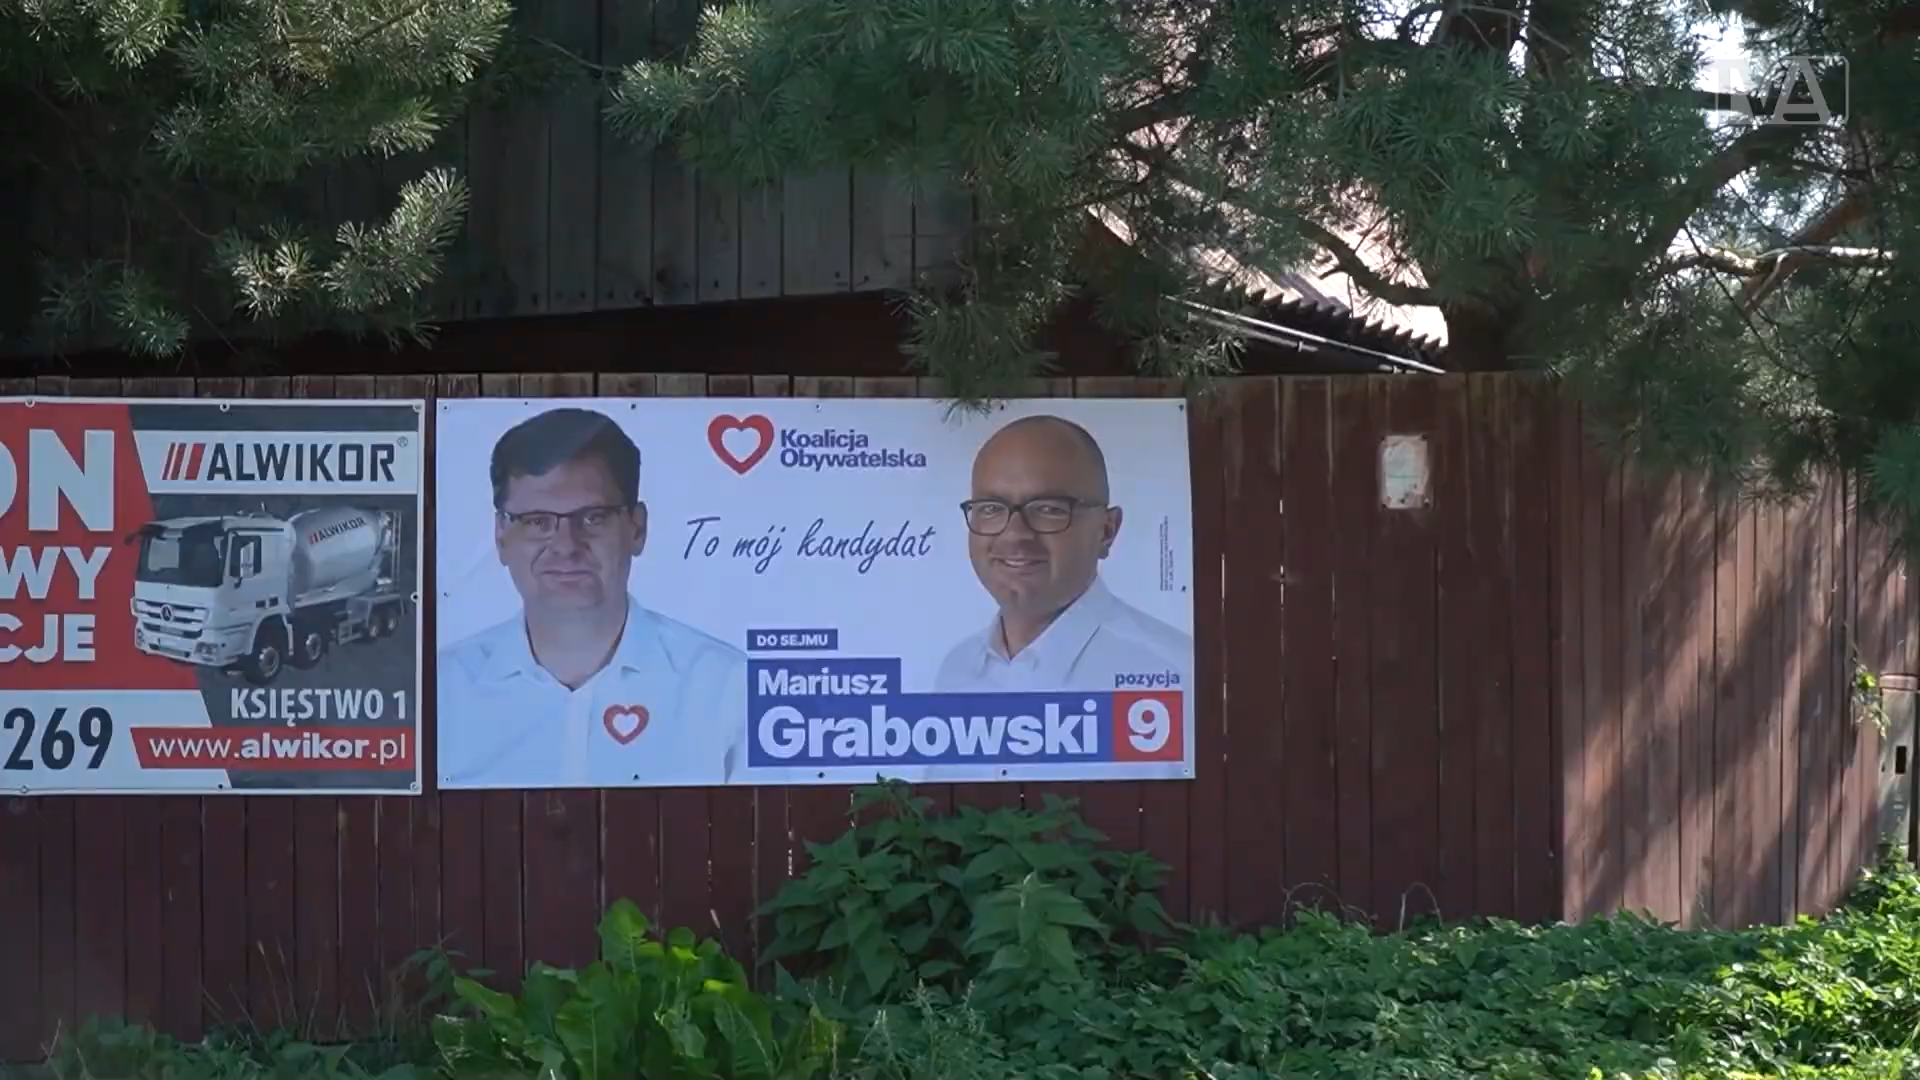 ON
WY
CJE
269
ALWIKOR®
ALWIKOR
KSIĘSTWO 1
www.alwikor.pl
Koalicja
Obywatelska
To mój kandydat
DO SEJMU
Mariusz
Grabowski
pozycja
9